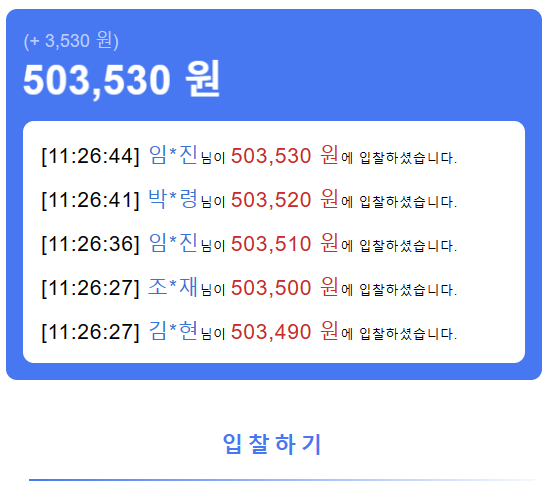 (+ 3,530 원)
503,530 원
[11:26:44] 임*진님이 503,530 원에 입찰하셨습니다.
[11:26:41] 박*령님이 503,520 원에 입찰하셨습니다.
[11:26:36] 임*진님이 503,510 원에 입찰하셨습니다.
[11:26:27] 조*재님이 503,500 원에 입찰하셨습니다.
[11:26:27] 김*현님이 503,490 원에 입찰하셨습니다.
입찰하기